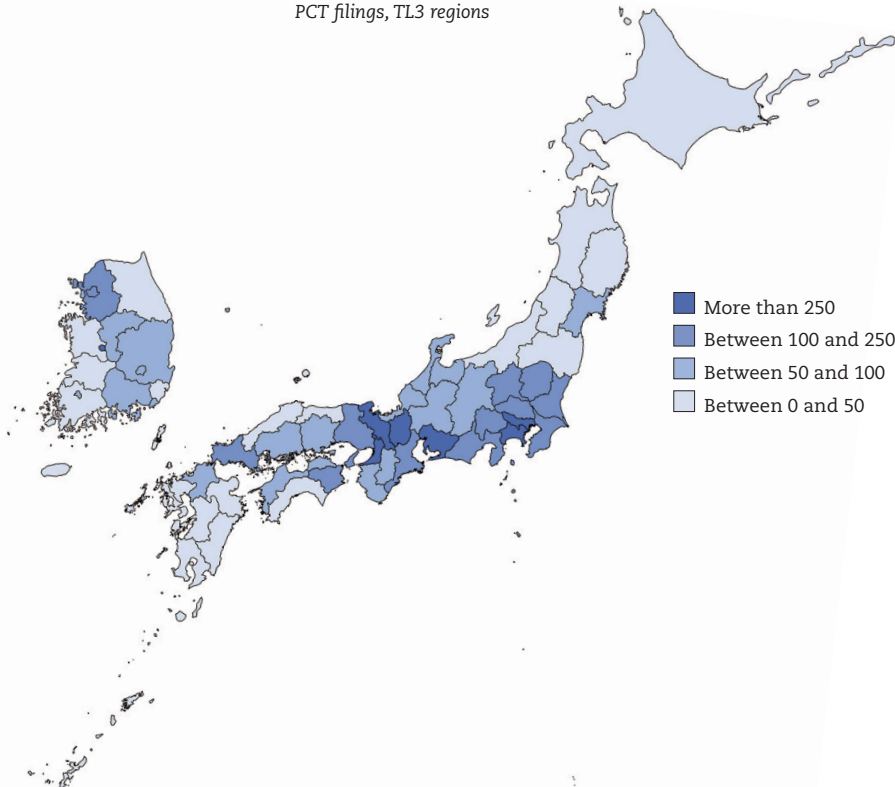 PCT filings, TL3 regions
More than 250
Between 100 and 250
Between 50 and 100
Between 0 and 50